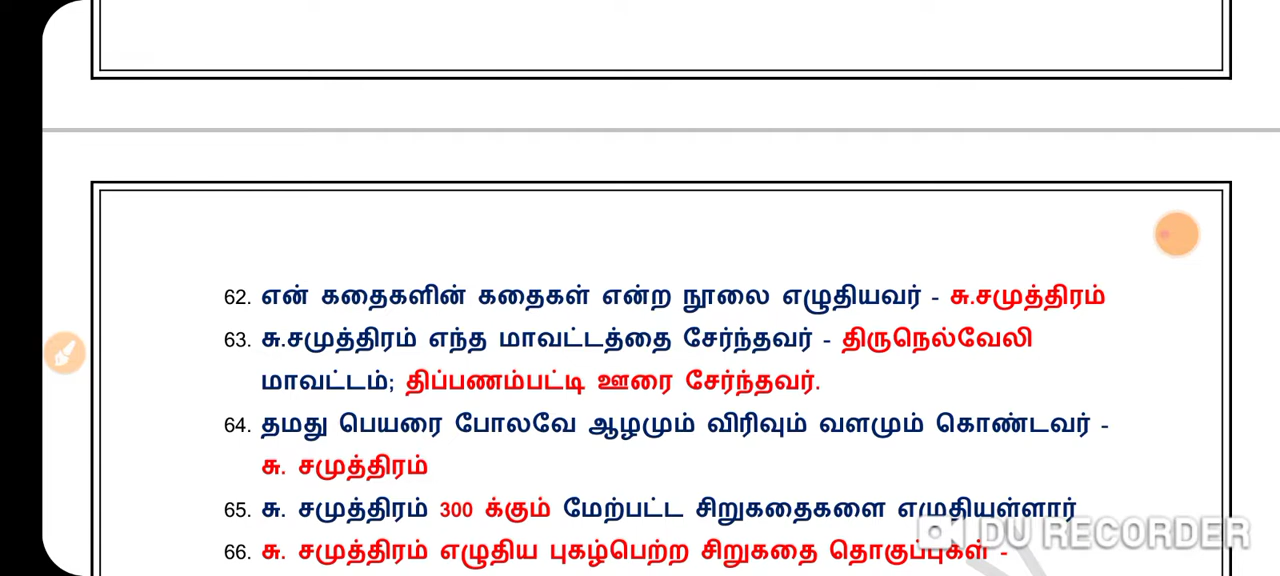 62. என் கதைகளின் கதைகள் என்ற நூலை எழுதியவர் - சு.சமுத்திரம்
63. சு.சமுத்திரம் எந்த மாவட்டத்தை சேர்ந்தவர் - திருநெல்வேலி
மாவட்டம்; திப்பணம்பட்டி ஊரை சேர்ந்தவர்.
64. தமது பெயரை போலவே ஆழமும் விரிவும் வளமும் கொண்டவர் -
சு. சமுத்திரம்
65. சு. சமுத்திரம் 300 க்கும் மேற்பட்ட சிறுகதைகளை எழுதியுள்ளார்
DU RECORDER
66. சு. சமுத்திரம் எழுதிய புகழ்பெற்ற சிறுகதை தொகுப்புகள் -